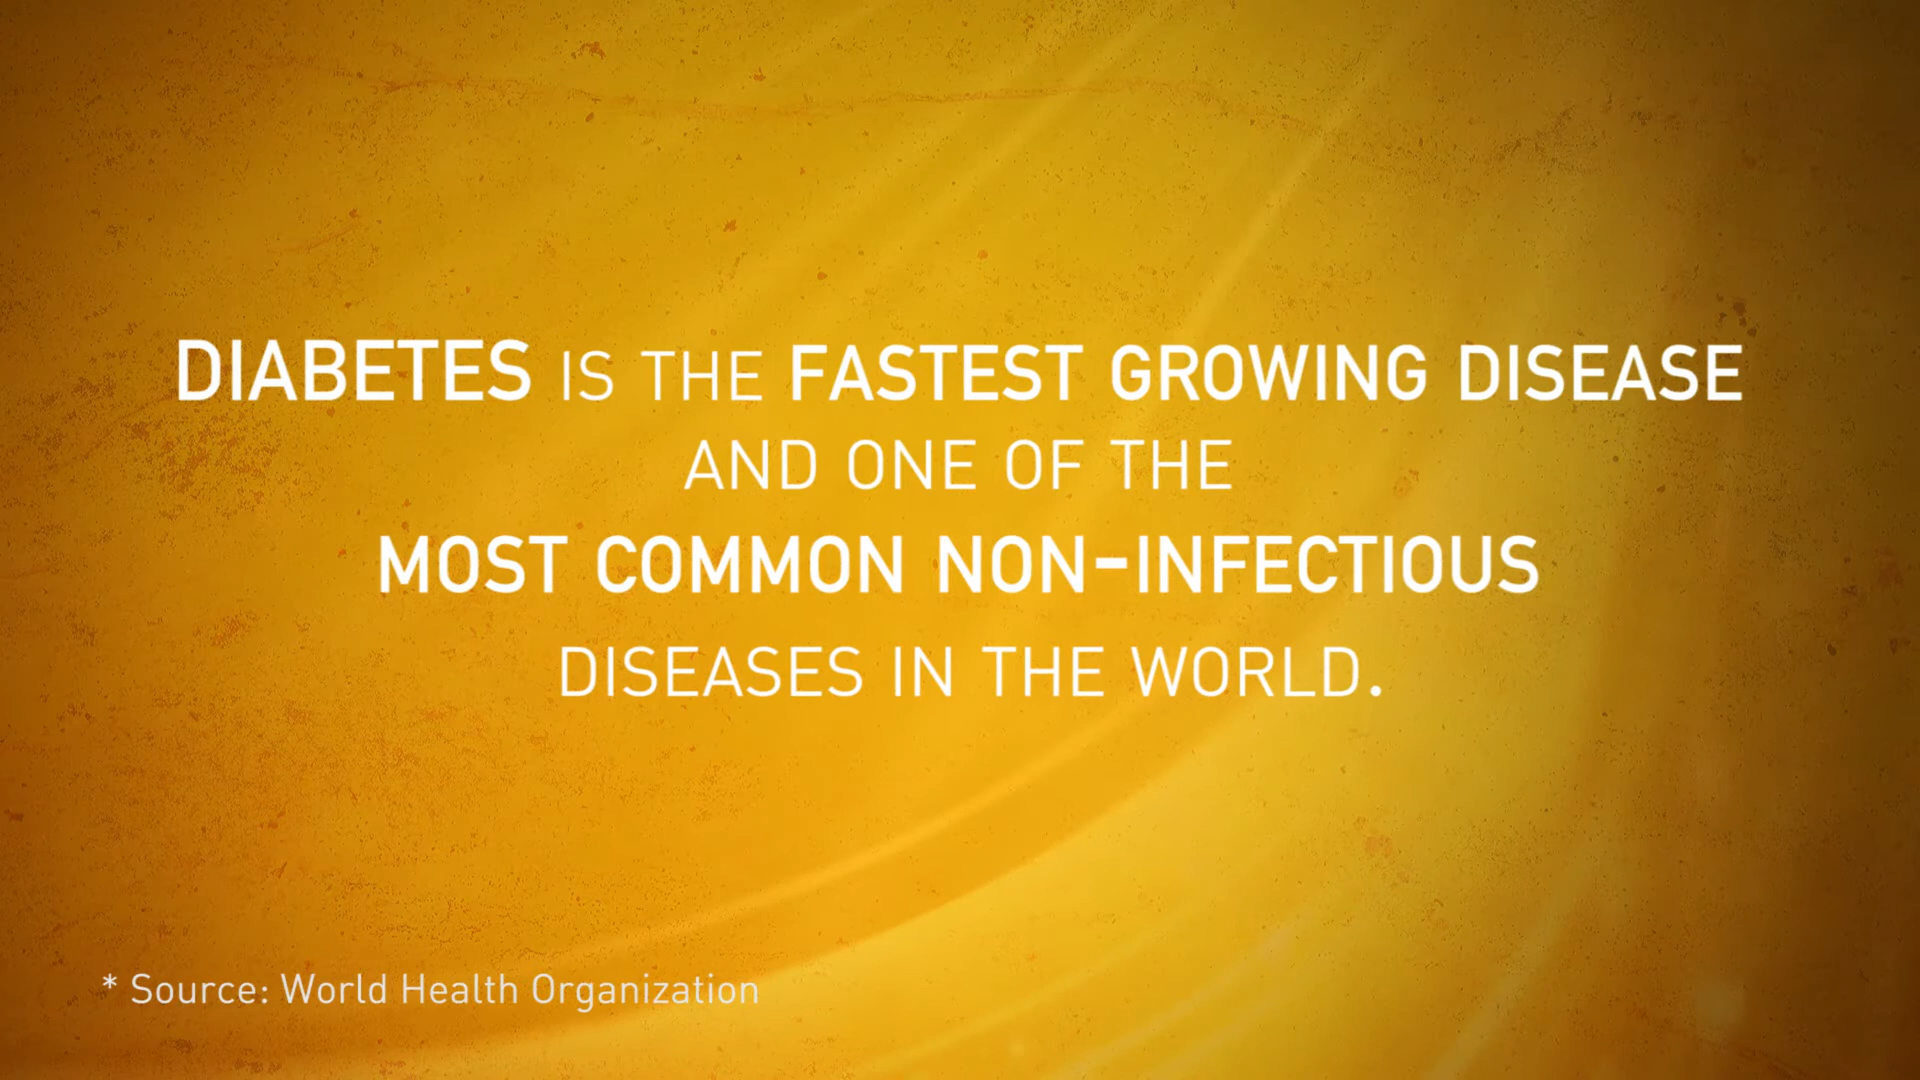 DIABETES IS THE FASTEST GROWING DISEASE
AND ONE OF THE
MOST COMMON NON-INFECTIOUS
DISEASES IN THE WORLD.
* Source: World Health Organization